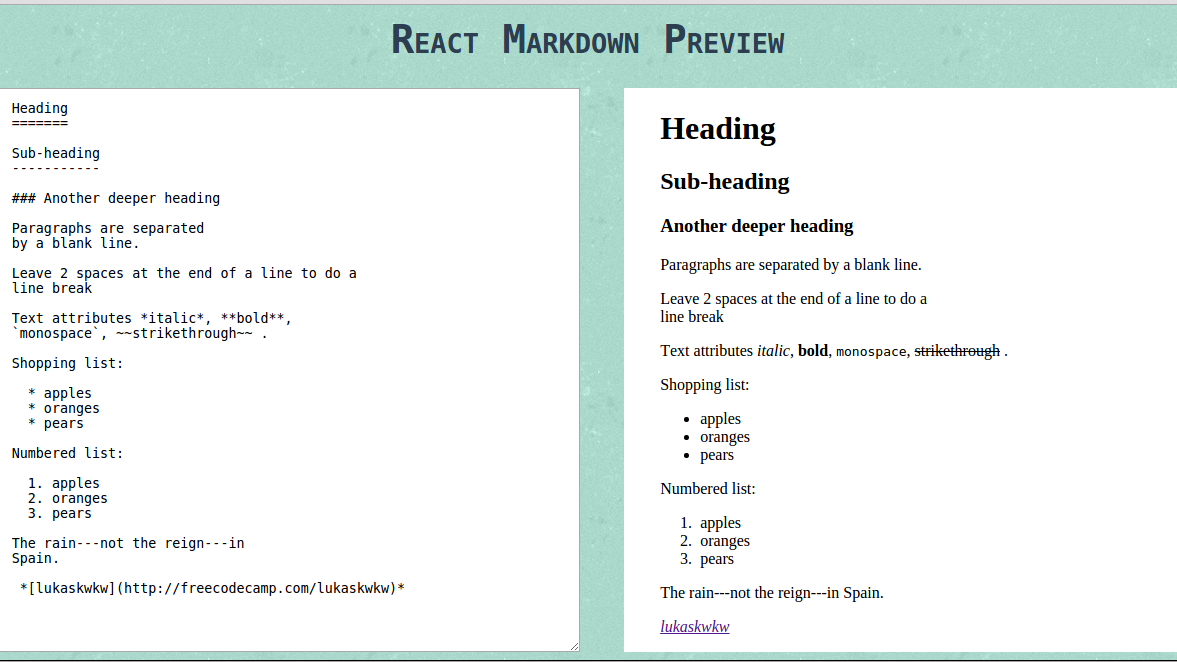 React Markdown Preview
Heading
=======
Sub-heading
-----------
### Another deeper heading
Paragraphs are separated
by a blank line.
Leave 2 spaces at the end of a line to do a
line break
Text attributes *italic*, **bold**,
`monospace`, ~~strikethrough~~ .
Shopping list:
* apples
* oranges
* pears
Numbered list:
1. apples
2. oranges
3. pears
The rain---not the reign---in
Spain.
*[lukaskwkw](http://freecodecamp.com/lukaskwkw)*
Heading
Sub-heading
Another deeper heading
Paragraphs are separated by a blank line.
Leave 2 spaces at the end of a line to do a
line break
Text attributes italic, bold, monospace, strikethrough .
Shopping list:
• apples
• oranges
• pears
Numbered list:
1. apples
2. oranges
3. pears
The rain---not the reign---in Spain.
lukaskwkw